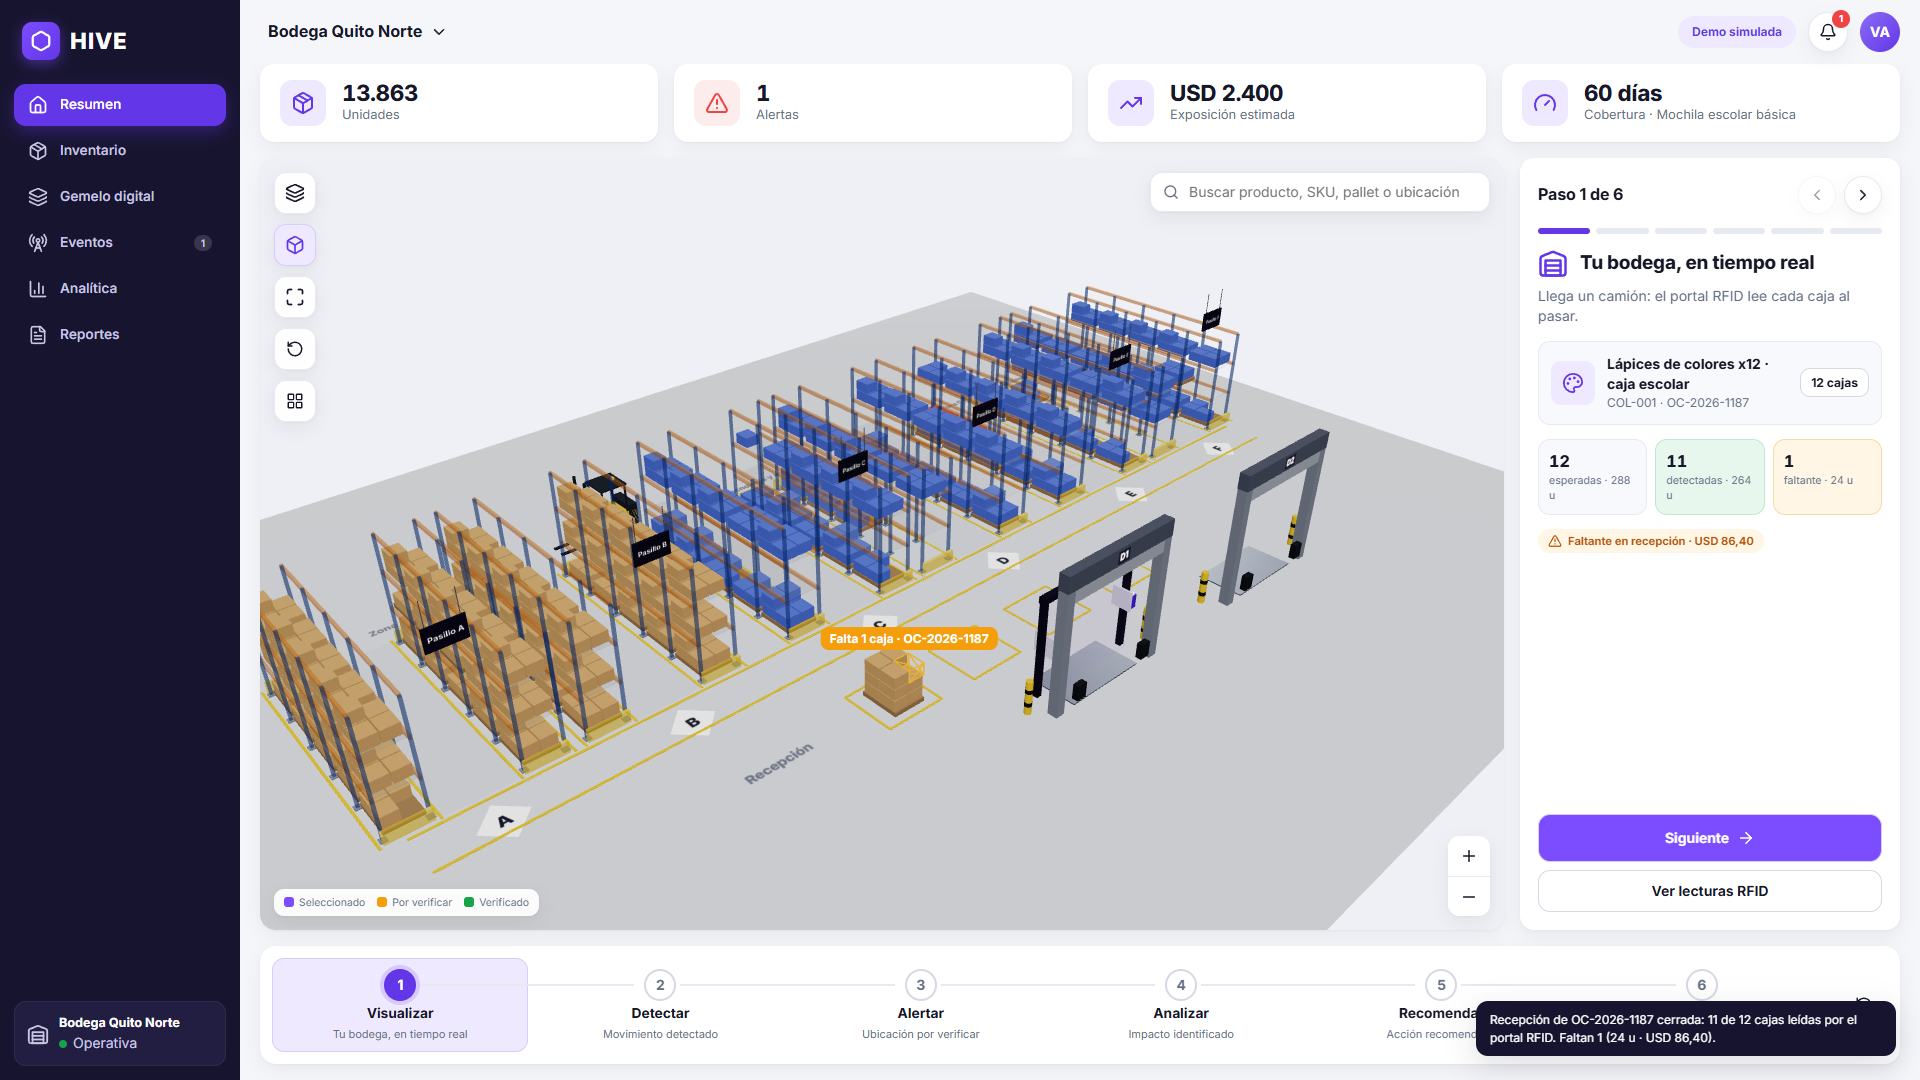 HIVE
Resumen
Inventario
Gemelo digital
Eventos
1
Analítica
Reportes
Bodega Quito Norte
Operativa
Bodega Quito Norte
Demo simulada
1
VA
13.863
Unidades
1
Alertas
USD 2.400
Exposición estimada
60 días
Cobertura · Mochila escolar básica
Buscar producto, SKU, pallet o ubicación
Pasillo A
Pasillo B
Pasillo C
Pasillo D
A
B
C
D
E
F
D1
D2
Recepción
Falta 1 caja · OC-2026-1187
Seleccionado
Por verificar
Verificado
Paso 1 de 6
Tu bodega, en tiempo real
Llega un camión: el portal RFID lee cada caja al
pasar.
Lápices de colores x12 ·
caja escolar
COL-001 · OC-2026-1187
12 cajas
12
esperadas · 288
u
11
detectadas · 264
u
1
faltante · 24 u
Faltante en recepción · USD 86,40
Siguiente
Ver lecturas RFID
1
Visualizar
Tu bodega, en tiempo real
2
Detectar
Movimiento detectado
3
Alertar
Ubicación por verificar
4
Analizar
Impacto identificado
5
Recomenda
Acción recomend
6
Recepción de OC-2026-1187 cerrada: 11 de 12 cajas leídas por el
portal RFID. Faltan 1 (24 u · USD 86,40).